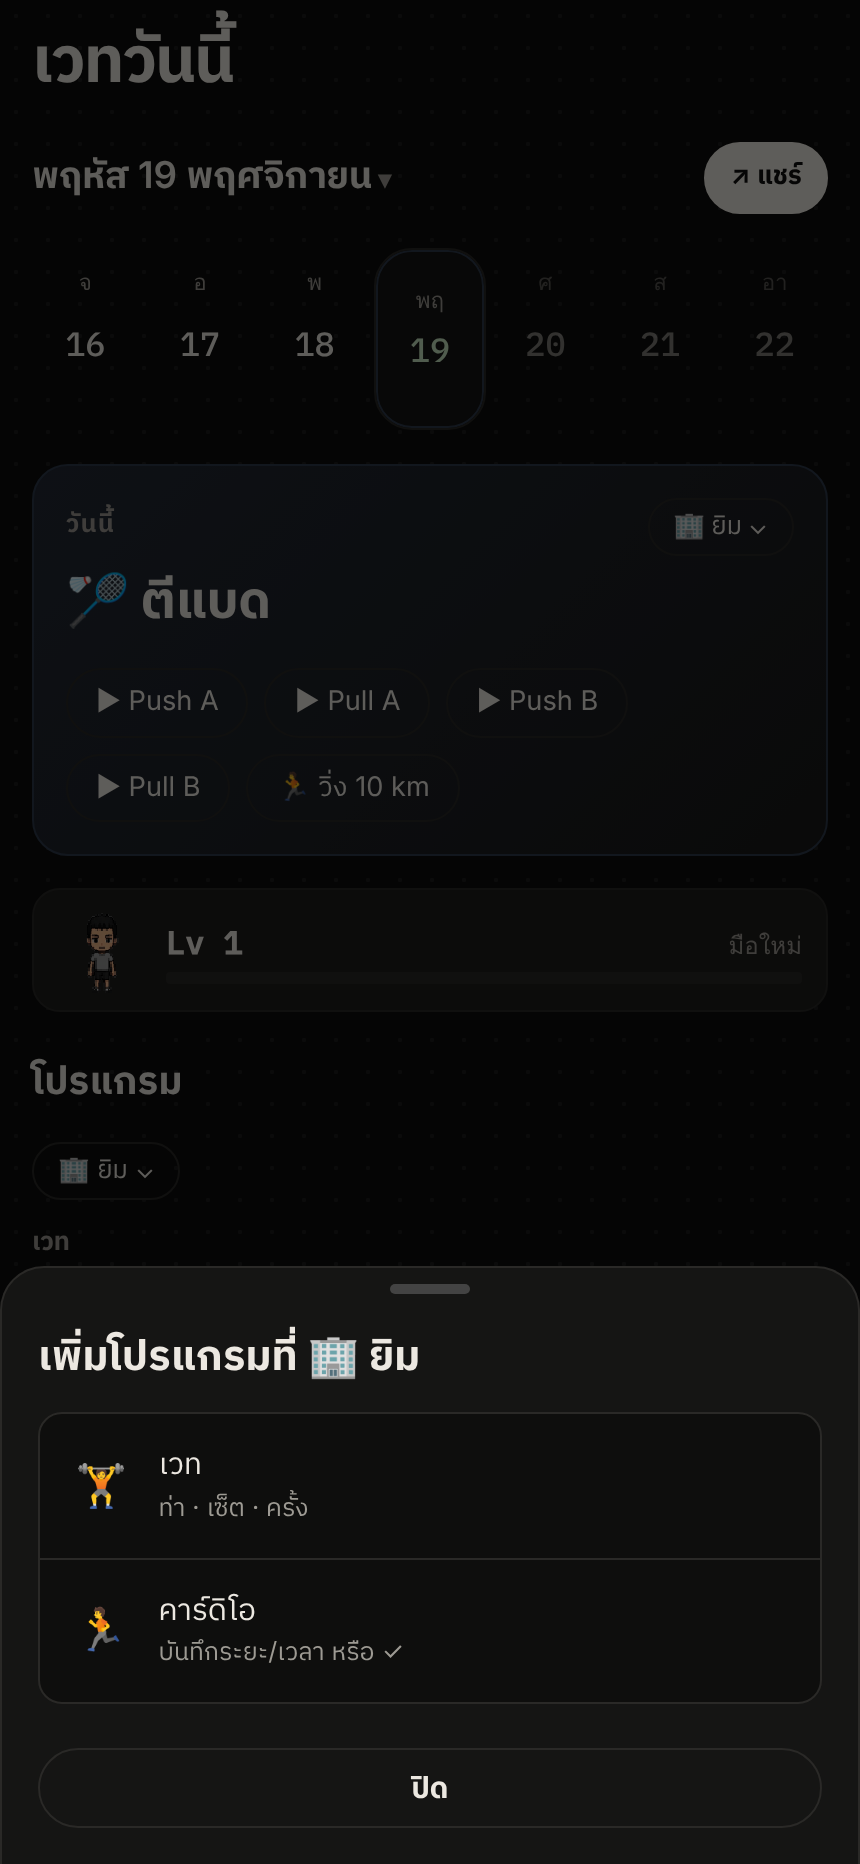 เวทวันนี้
พฤหัส 19 พฤศจิกายน ▾
↗ แชร์
จ อ พ พฤ ศ ส อา
16 17 18 19 20 21 22
วันนี้
🏢 ยิม
🏸 ตีแบด
▶ Push A ▶ Pull A ▶ Push B
▶ Pull B 🏃 วิ่ง 10 km
Lv 1
มือใหม่
โปรแกรม
🏢 ยิม
เวท
เพิ่มโปรแกรมที่ 🏢 ยิม
เวท
ท่า · เซ็ต · ครั้ง
คาร์ดิโอ
บันทึกระยะ/เวลา หรือ ✓
ปิด